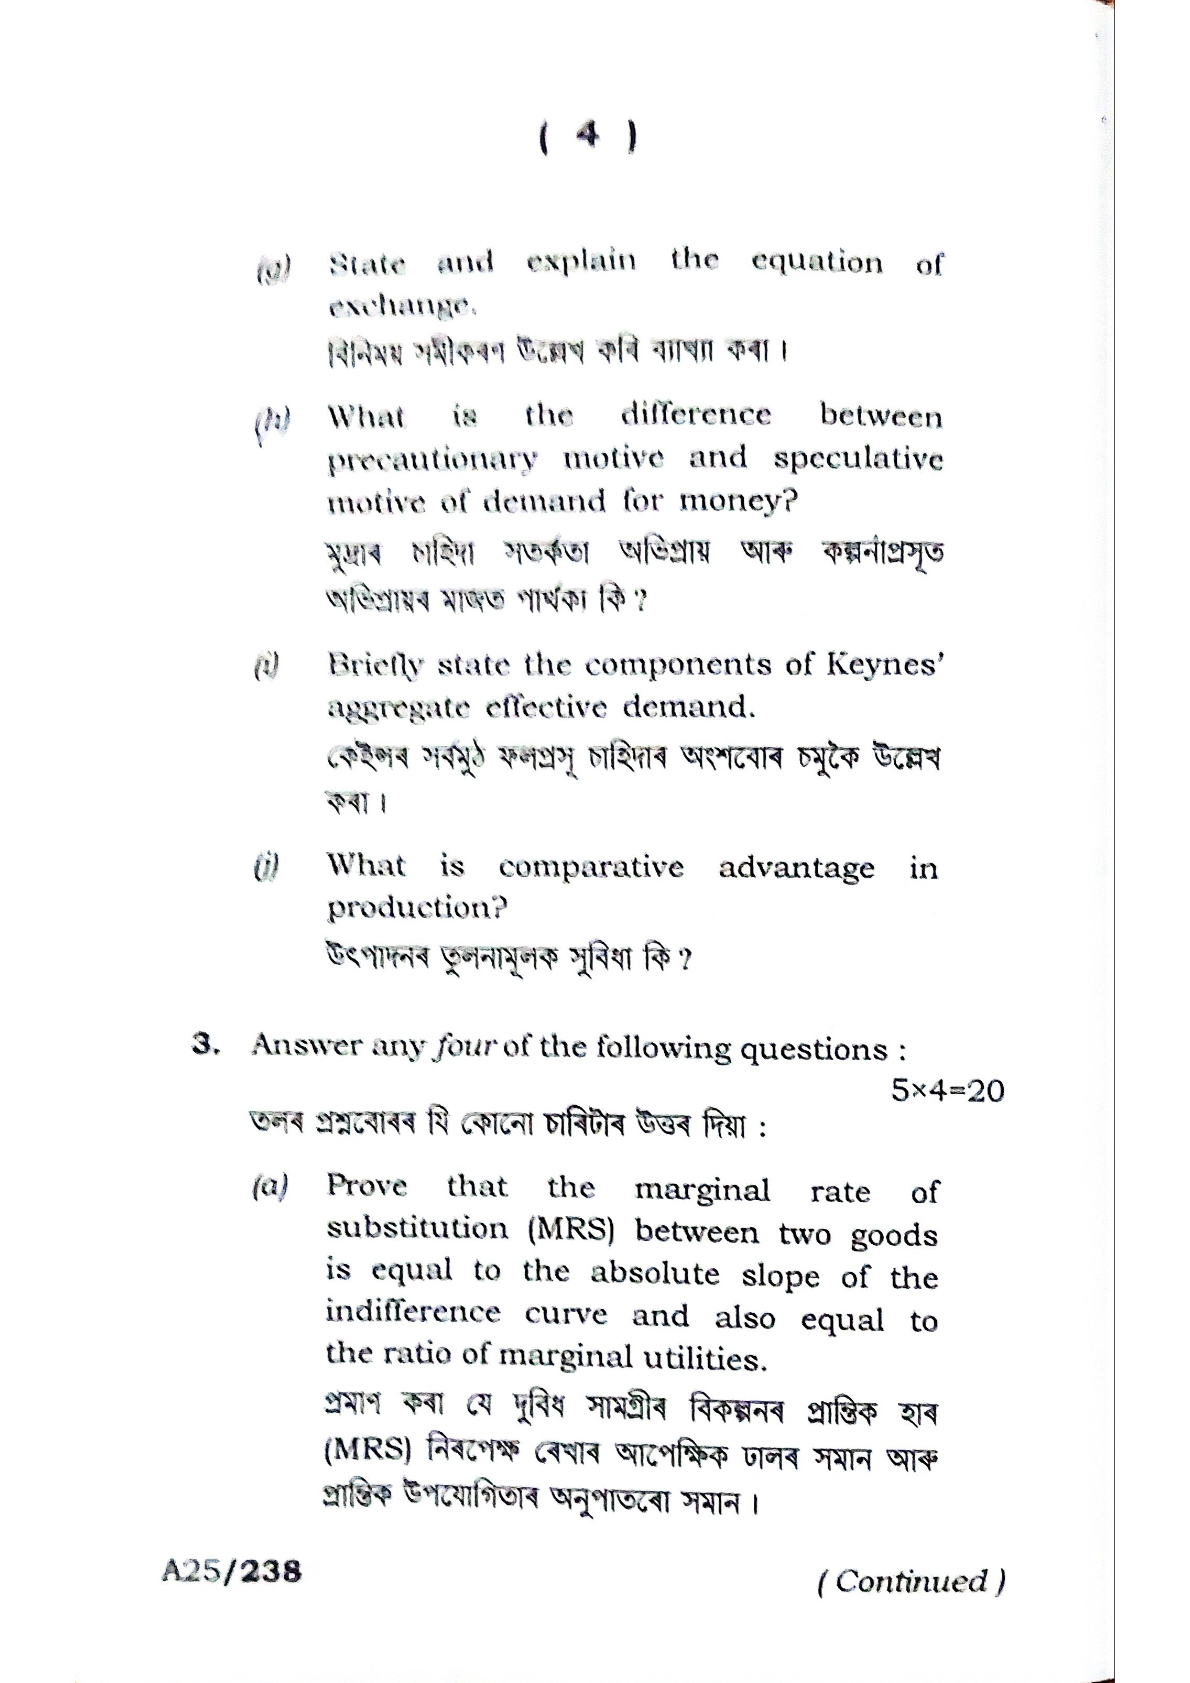 ( 4 )
(g) State and explain the equation of
exchange.
বিনিময় সমীকৰণ উল্লেখ কৰি ব্যাখ্যা কৰা ।
(h) What is the difference between
precautionary motive and speculative
motive of demand for money?
মুদ্ৰাৰ চাহিদা সতৰ্কতা অভিপ্ৰায় আৰু কল্পনাপ্ৰসূত
অভিপ্ৰায়ৰ মাজত পাৰ্থক্য কি ?
(i) Briefly state the components of Keynes’
aggregate effective demand.
কেইন্সৰ সৰ্বমুঠ ফলপ্ৰসূ চাহিদাৰ অংশবোৰ চমুকৈ উল্লেখ
কৰা ।
(j) What is comparative advantage in
production?
উৎপাদনৰ তুলনামূলক সুবিধা কি ?
3. Answer any four of the following questions :
5×4=20
তলৰ প্ৰশ্নবোৰৰ যি কোনো চাৰিটাৰ উত্তৰ দিয়া :
(a) Prove that the marginal rate of
substitution (MRS) between two goods
is equal to the absolute slope of the
indifference curve and also equal to
the ratio of marginal utilities.
প্ৰমাণ কৰা যে দুবিধ সামগ্ৰীৰ বিকল্পনৰ প্ৰান্তিক হাৰ
(MRS) নিৰপেক্ষ ৰেখাৰ আপেক্ষিক ঢালৰ সমান আৰু
প্ৰান্তিক উপযোগিতাৰ অনুপাতৰো সমান ।
A25/238
( Continued )